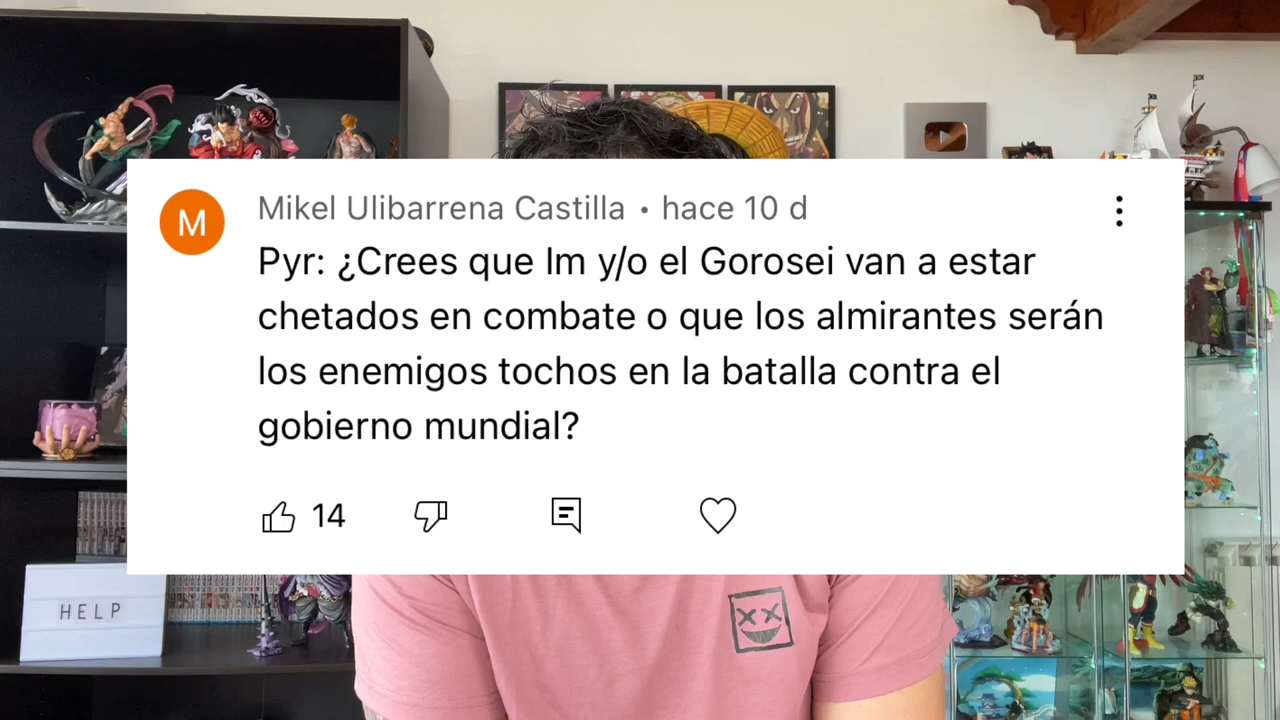 M
Mikel Ulibarrena Castilla • hace 10 d
Pyr: ¿Crees que Im y/o el Gorosei van a estar
chetados en combate o que los almirantes serán
los enemigos tochos en la batalla contra el
gobierno mundial?
14
HELP